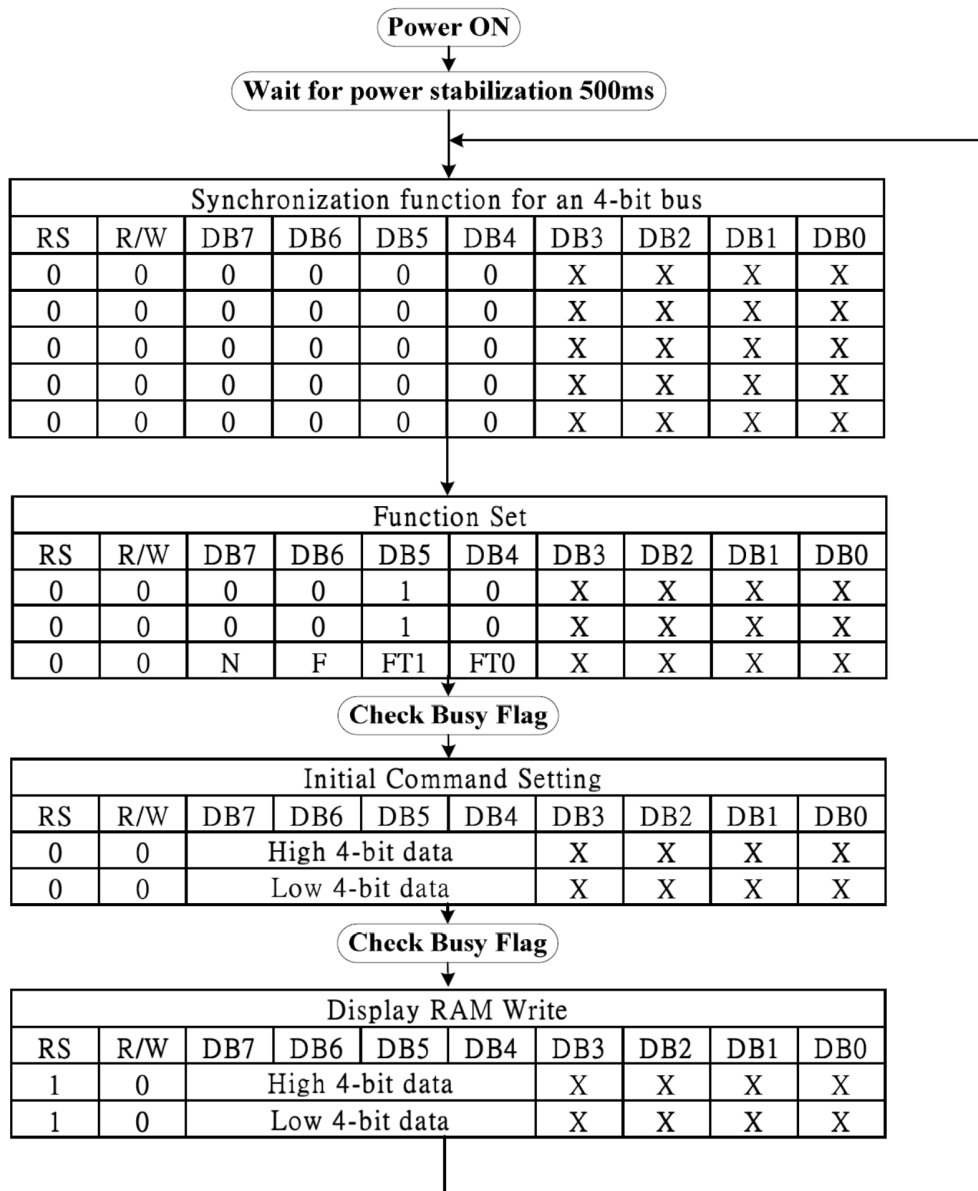 Power ON
Wait for power stabilization 500ms
Synchronization function for an 4-bit bus
RS R/W DB7 DB6 DB5 DB4 DB3 DB2 DB1 DB0
0 0 0 0 0 0 X X X X
0 0 0 0 0 0 X X X X
0 0 0 0 0 0 X X X X
0 0 0 0 0 0 X X X X
0 0 0 0 0 0 X X X X
Function Set
RS R/W DB7 DB6 DB5 DB4 DB3 DB2 DB1 DB0
0 0 0 0 1 0 X X X X
0 0 0 0 1 0 X X X X
0 0 N F FT1 FT0 X X X X
Check Busy Flag
Initial Command Setting
RS R/W DB7 DB6 DB5 DB4 DB3 DB2 DB1 DB0
0 0 High 4-bit data X X X X
0 0 Low 4-bit data X X X X
Check Busy Flag
Display RAM Write
RS R/W DB7 DB6 DB5 DB4 DB3 DB2 DB1 DB0
1 0 High 4-bit data X X X X
1 0 Low 4-bit data X X X X